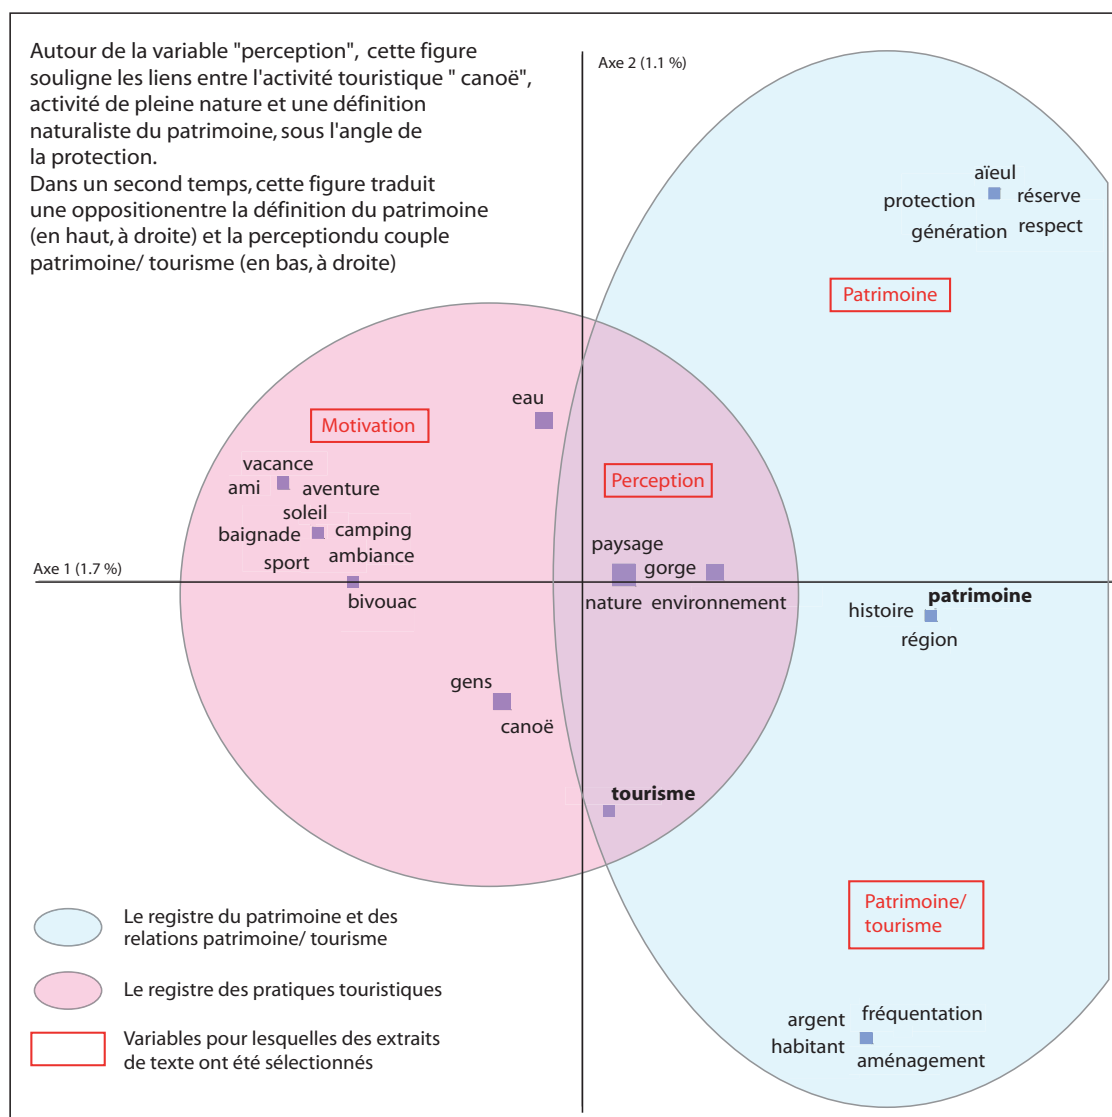 Autour de la variable "perception", cette figure
souligne les liens entre l'activité touristique " canoë",
activité de pleine nature et une définition
naturaliste du patrimoine, sous l'angle de
la protection.
Dans un second temps, cette figure traduit
une oppositionentre la définition du patrimoine
(en haut, à droite) et la perceptiondu couple
patrimoine/ tourisme (en bas, à droite)
Axe 2 (1.1 %)
aïeul
protection
réserve
génération
respect
Patrimoine
eau
Motivation
vacance
ami
aventure
soleil
baignade
camping
sport
ambiance
bivouac
Perception
paysage
gorge
nature
environnement
Axe 1 (1.7 %)
patrimoine
histoire
région
gens
canoë
tourisme
Patrimoine/
tourisme
argent
fréquentation
habitant
aménagement
Le registre du patrimoine et des
relations patrimoine/ tourisme
Le registre des pratiques touristiques
Variables pour lesquelles des extraits
de texte ont été sélectionnés